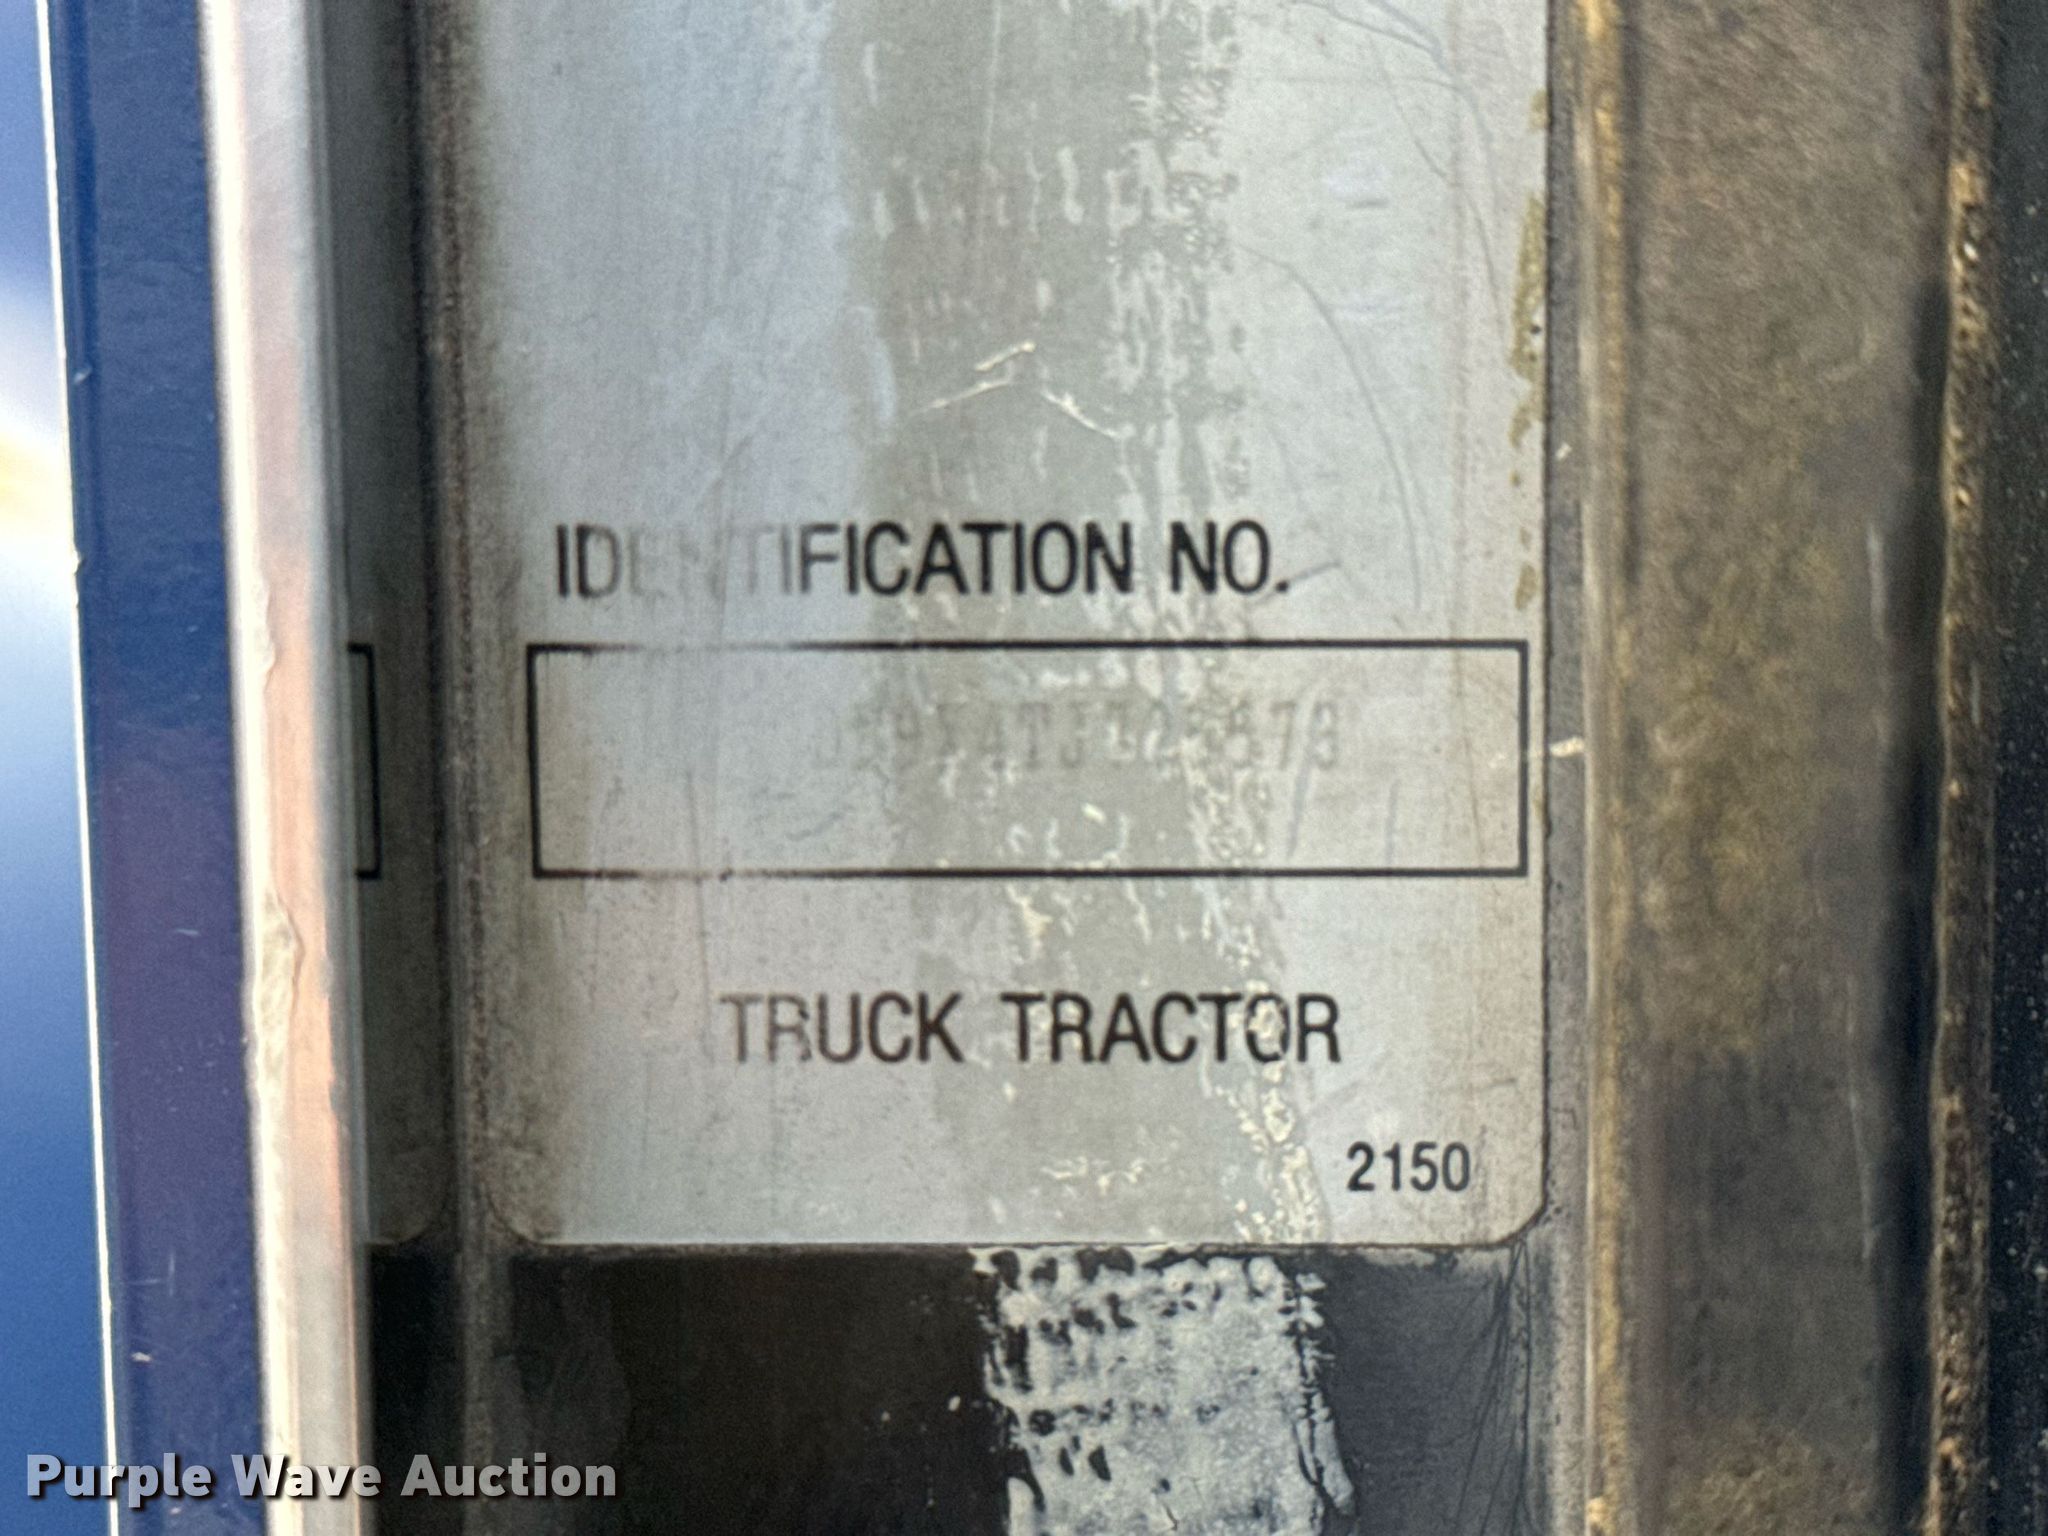 IDENTIFICATION NO.
TRUCK TRACTOR
2150
Purple Wave Auction